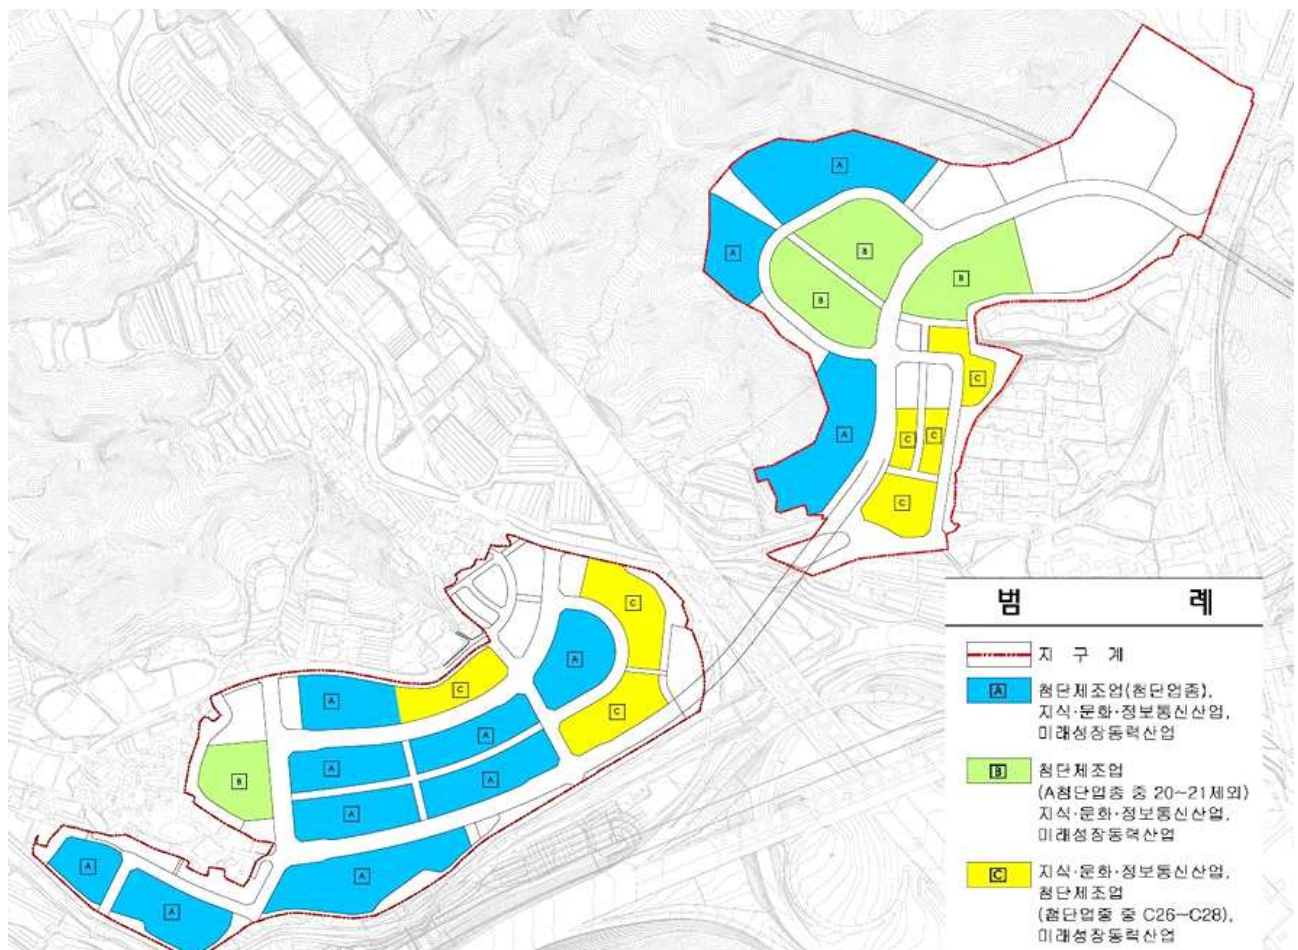 A
A
B
B
B
C
A
C
C
C
C
A
C
A
C
C
A
A
B
A
A
A
A
A
A
범 례
지 구 계
A 첨단제조업(첨단업종),
지식·문화·정보통신산업,
미래성장동력산업
B 첨단제조업
(A첨단업종 중 20~21제외)
지식·문화·정보통신산업,
미래성장동력산업
C 지식·문화·정보통신산업,
첨단제조업
(첨단업종 중 C26~C28),
미래성장동력산업